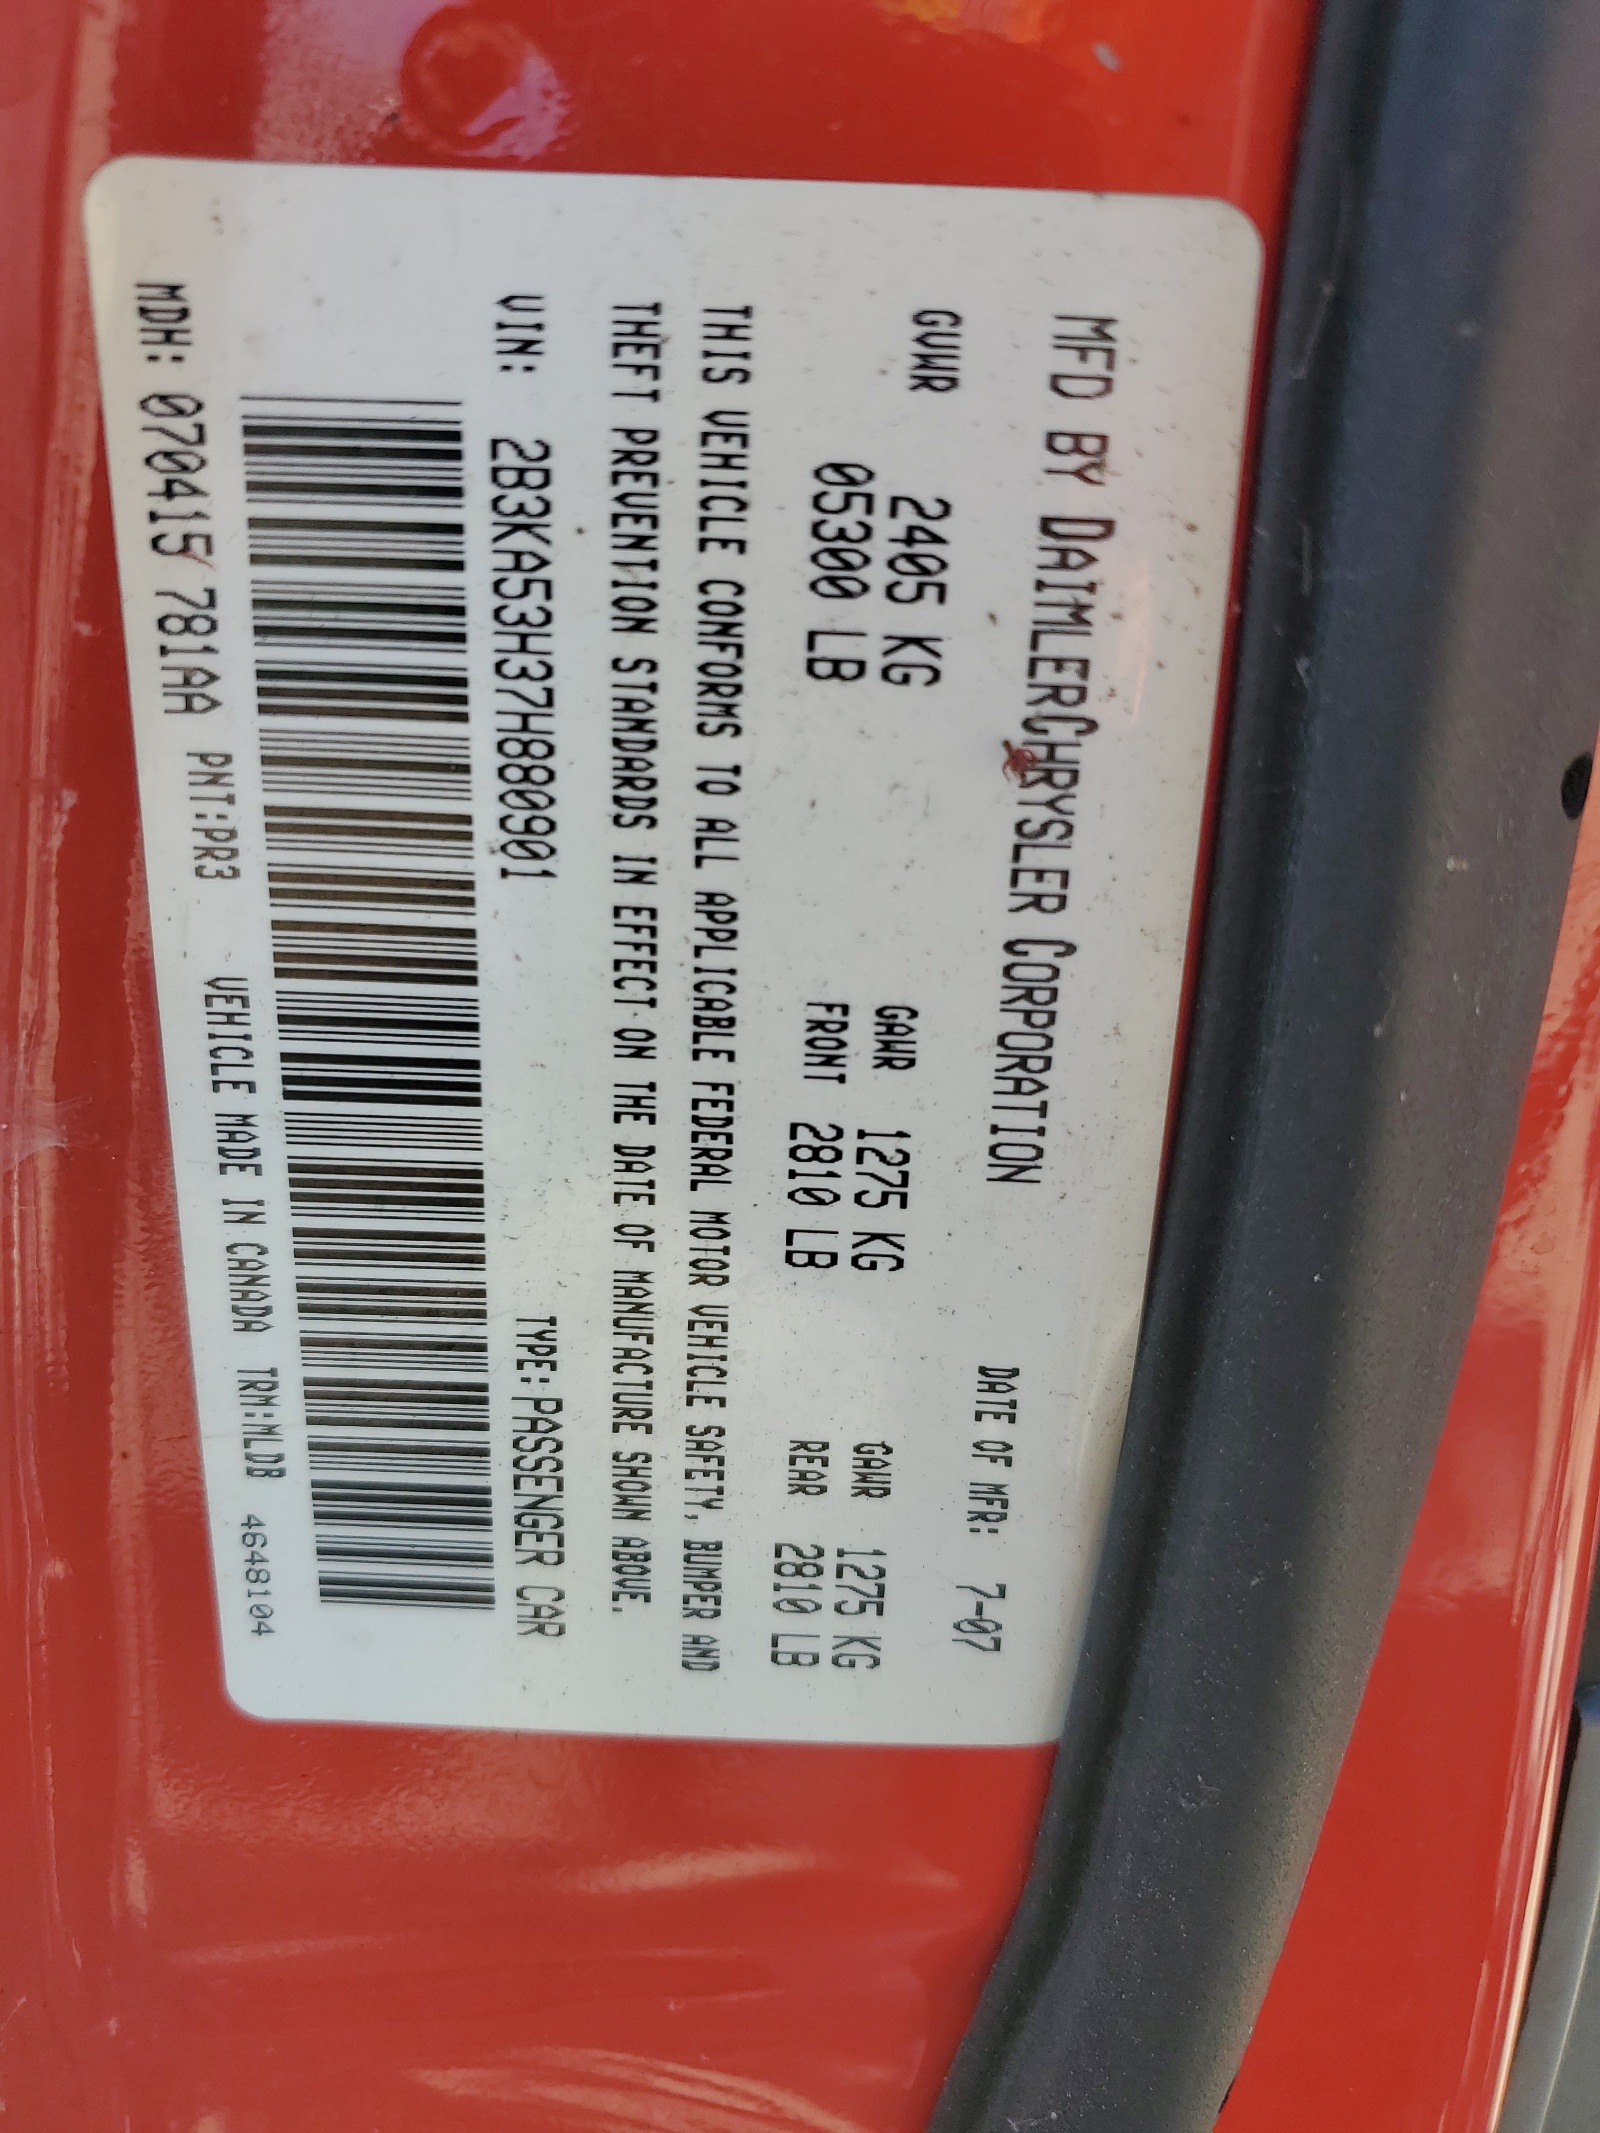 MFD BY DAIMLERCHRYSLER CORPORATION DATE OF MFR: 7-07
GVWR 2405 KG GAWR 1275 KG GAWR 1275 KG
05300 LB FRONT 2810 LB REAR 2810 LB
THIS VEHICLE CONFORMS TO ALL APPLICABLE FEDERAL MOTOR VEHICLE SAFETY, BUMPER AND
THEFT PREVENTION STANDARDS IN EFFECT ON THE DATE OF MANUFACTURE SHOWN ABOVE.
VIN: 2B3KA53H37H880901 TYPE: PASSENGER CAR
MDH: 070415 781AA PNT:PR3 VEHICLE MADE IN CANADA TRM:MLDB 4648104